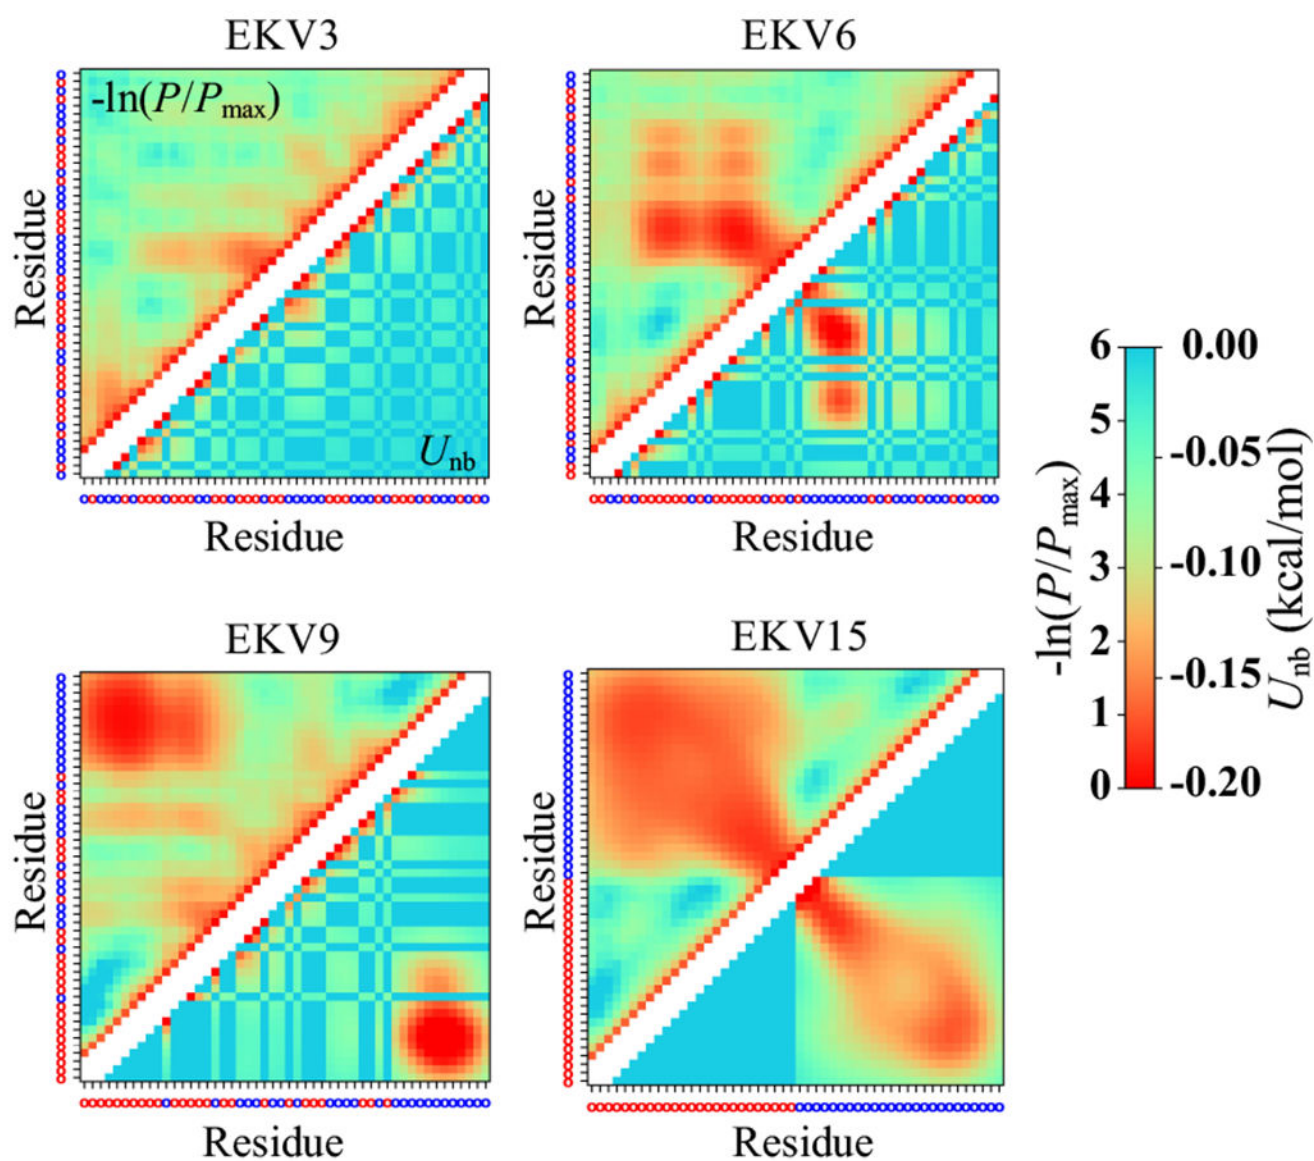 EKV3
EKV6
-ln(P/Pmax)
Unb
Residue
Residue
Residue
Residue
EKV9
EKV15
Residue
Residue
Residue
Residue
6
5
4
3
2
1
0
0.00
-0.05
-0.10
-0.15
-0.20
-ln(P/Pmax)
Unb (kcal/mol)